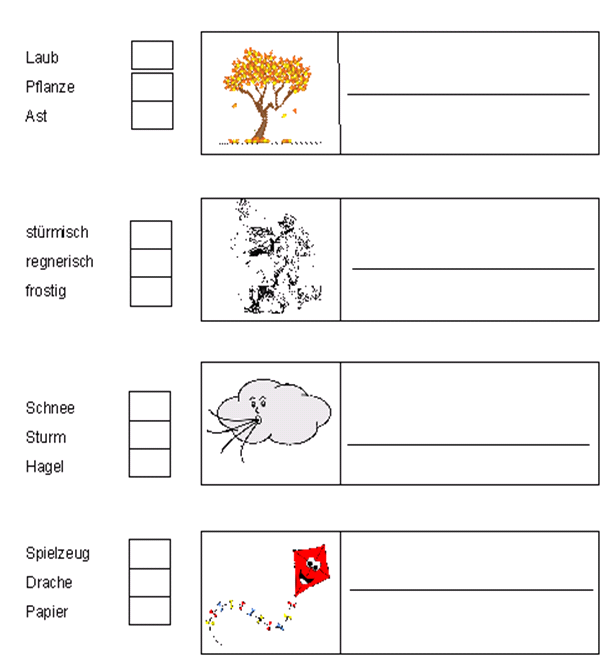 Laub
Pflanze
Ast
stürmisch
regnerisch
frostig
Schnee
Sturm
Hagel
Spielzeug
Drache
Papier